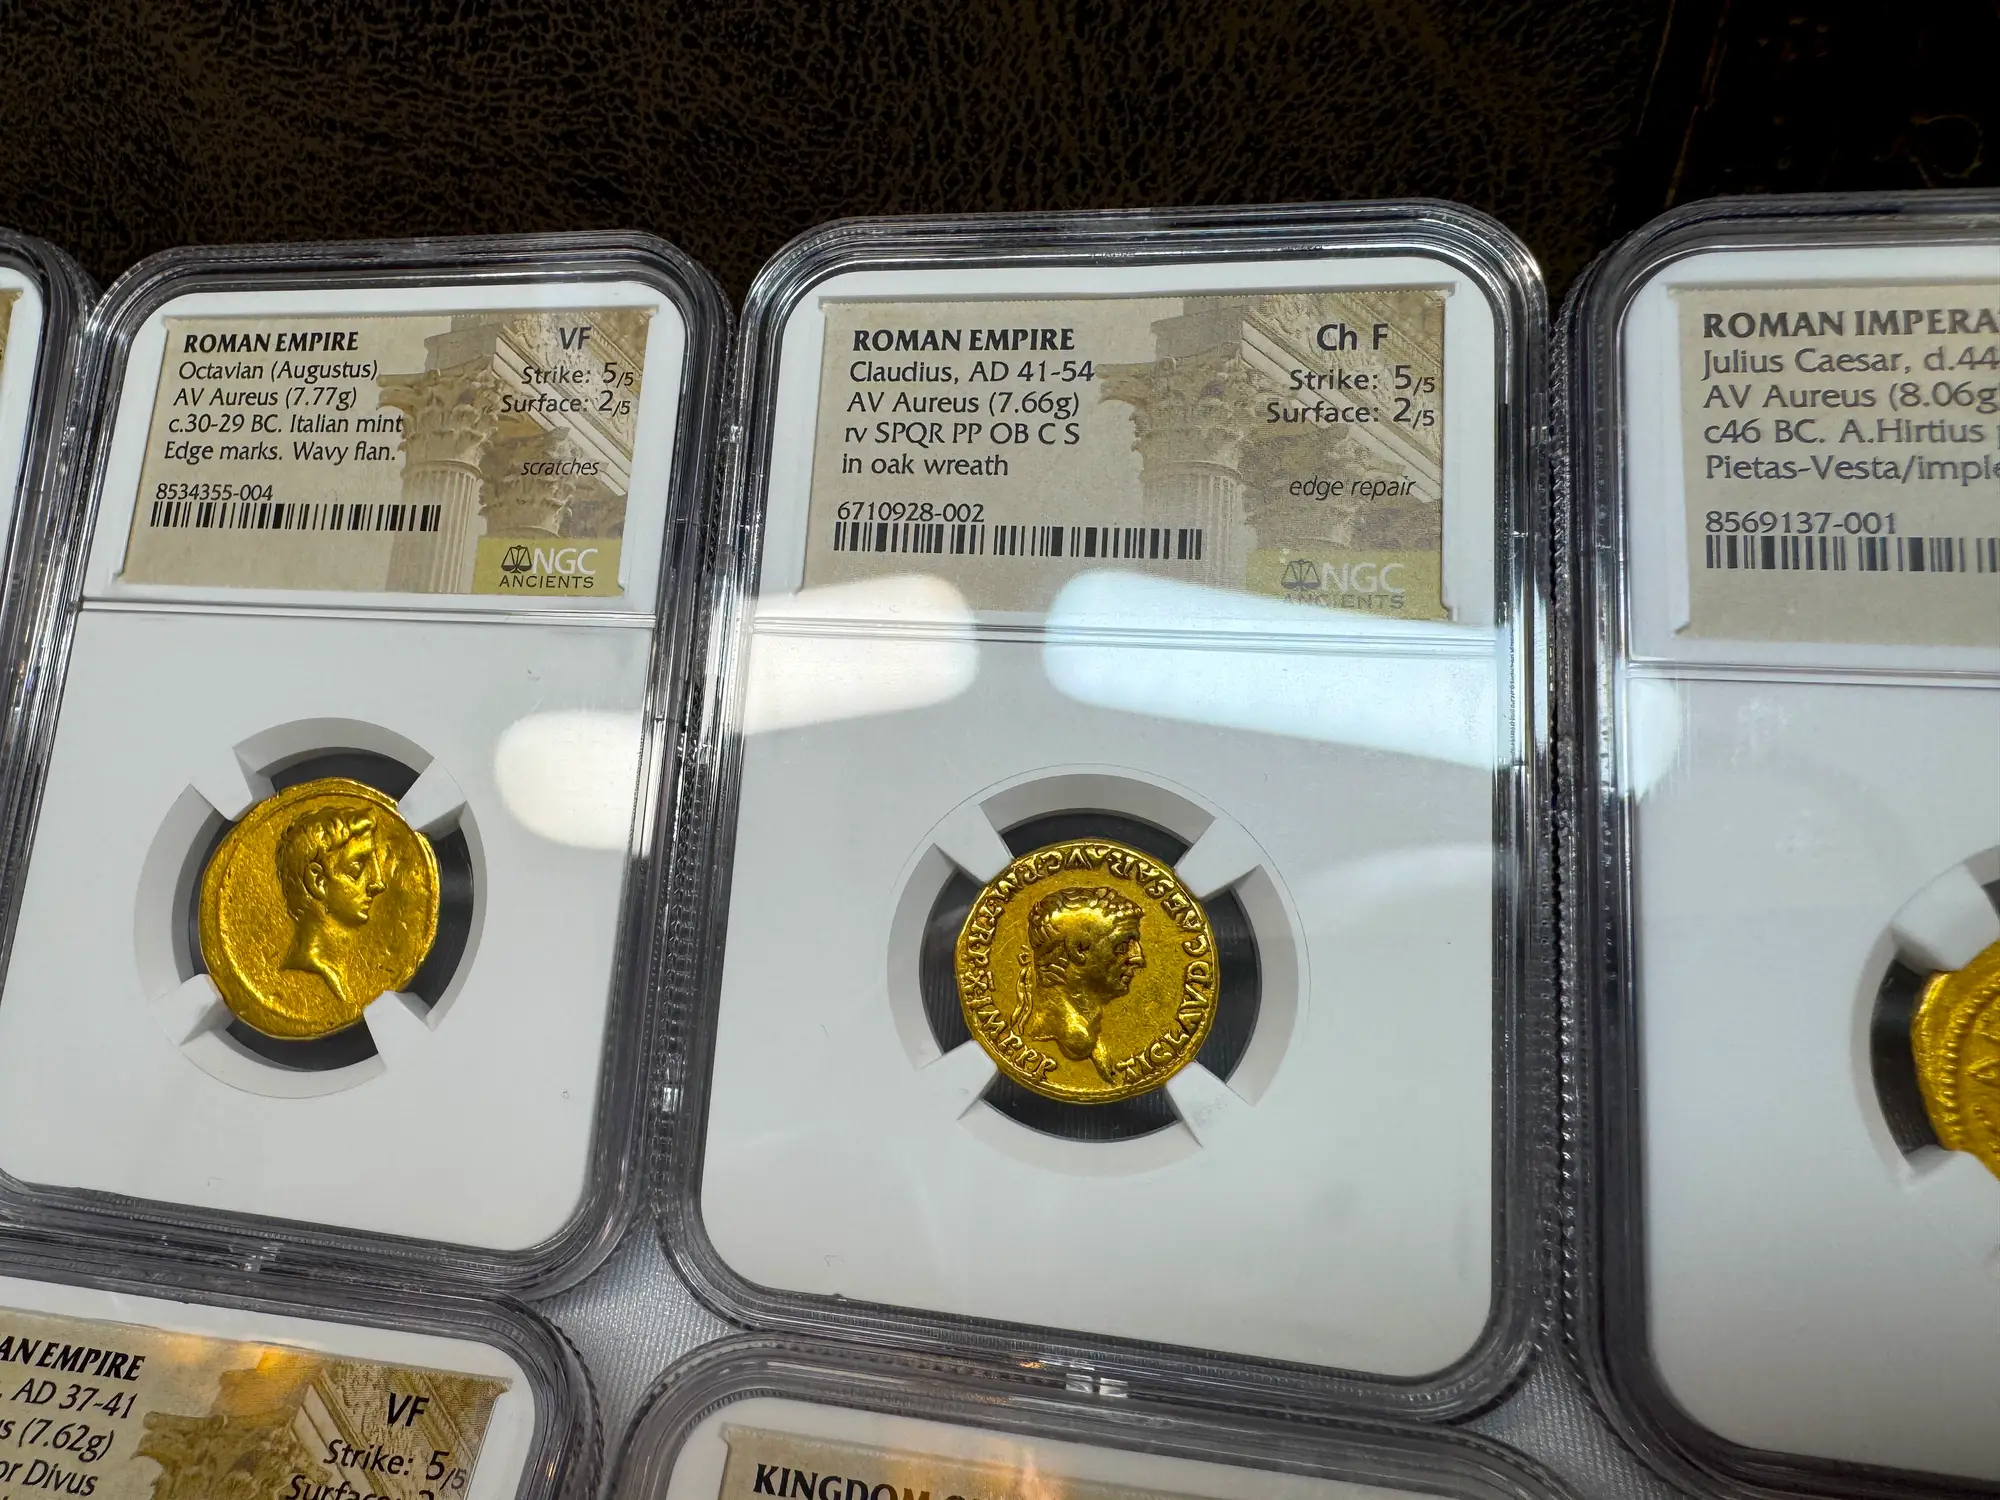 ROMAN EMPIRE
Octavian (Augustus)
AV Aureus (7.77g)
c.30-29 BC. Italian mint
Edge marks. Wavy flan.
8534355-004
VF
Strike: 5/5
Surface: 2/5
scratches
NGC
ANCIENTS
ROMAN EMPIRE
Claudius, AD 41-54
AV Aureus (7.66g)
rv SPQR PP OB C S
in oak wreath
6710928-002
Ch F
Strike: 5/5
Surface: 2/5
edge repair
NGC
ANCIENTS
ROMAN IMPERA
Julius Caesar, d.44
AV Aureus (8.06g
c46 BC. A.Hirtius
Pietas-Vesta/imple
8569137-001
AN EMPIRE
, AD 37-41
s (7.62g)
or Divus
VF
Strike: 5/5
Surface:
KINGDOM